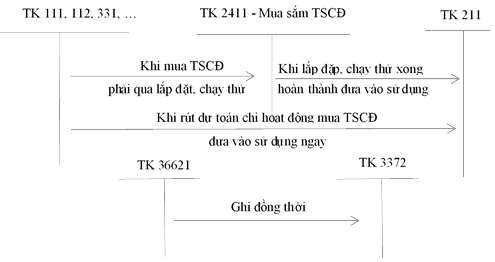 TK 111, 112, 331, …
TK 2411 - Mua sắm TSCĐ
TK 211
Khi mua TSCĐ
phải qua lắp đặt, chạy thử
Khi lắp đặp, chạy thử xong
hoàn thành đưa vào sử dụng
Khi rút dự toán chi hoạt động mua TSCĐ
đưa vào sử dụng ngay
TK 36621
TK 3372
Ghi đồng thời